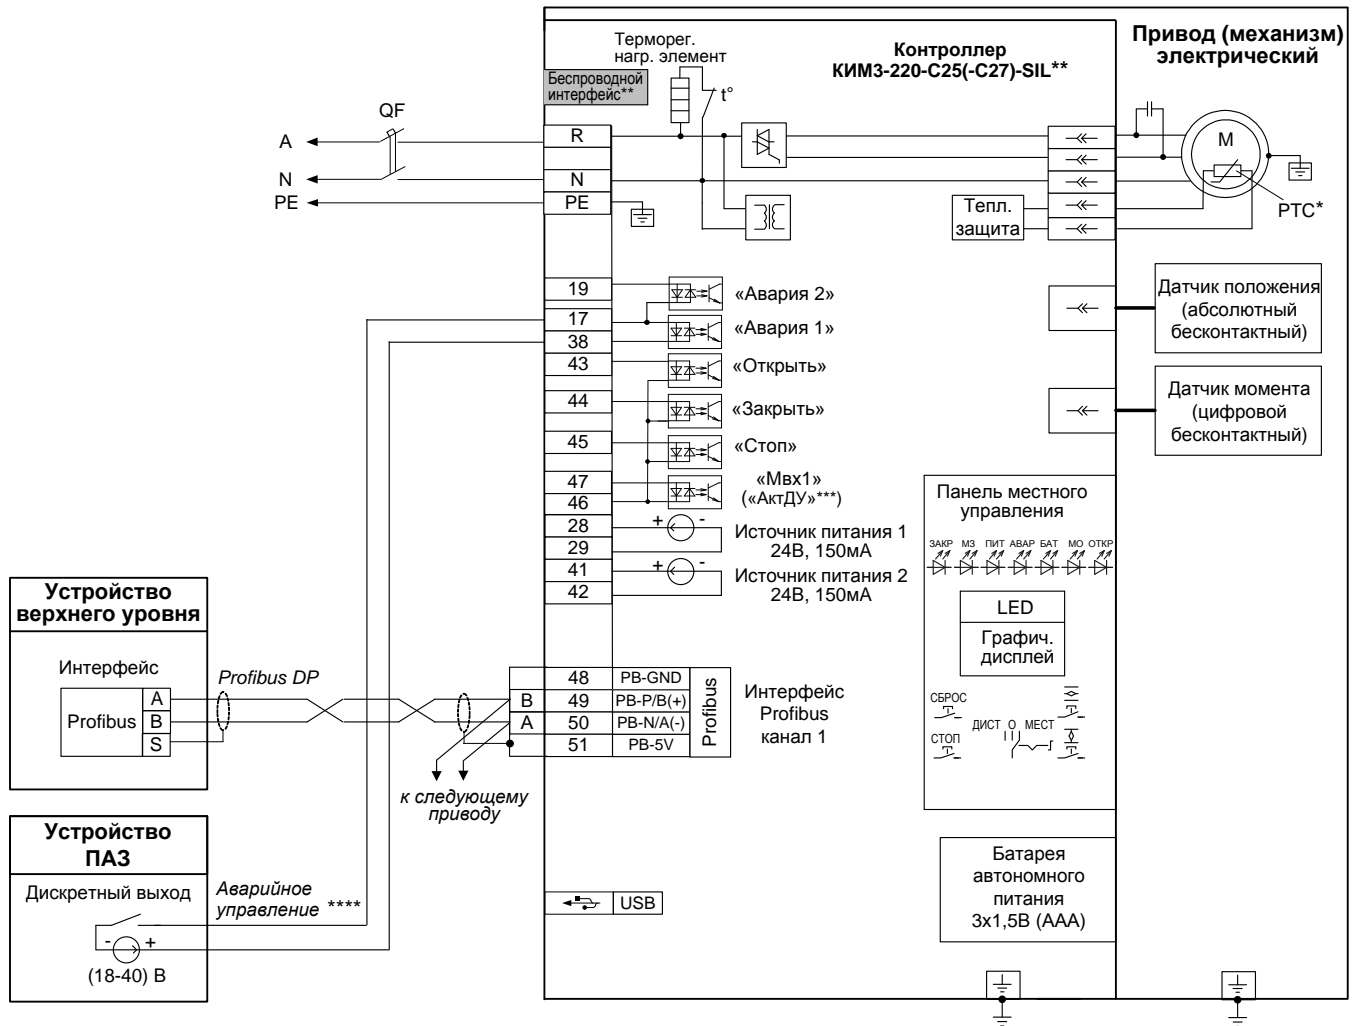 Терморег.
нагр. элемент
Контроллер
КИМ3-220-С25(-С27)-SIL**
Привод (механизм)
электрический
Беспроводной
интерфейс**
t°
QF
A
N
PE
R
N
PE
M
PTC*
Тепл.
защита
19
17
38
43
44
45
47
46
28
29
41
42
«Авария 2»
«Авария 1»
«Открыть»
«Закрыть»
«Стоп»
«Мвх1»
(«АктДУ»***)
+ -
Источник питания 1
24В, 150мА
+ -
Источник питания 2
24В, 150мА
Датчик положения
(абсолютный
бесконтактный)
Датчик момента
(цифровой
бесконтактный)
Панель местного
управления
ЗАКР МЗ ПИТ АВАР БАТ МО ОТКР
LED
Графич.
дисплей
СБРОС
ДИСТ О МЕСТ
СТОП
Устройство
верхнего уровня
Интерфейс
Profibus
A
B
S
Profibus DP
B
A
48 PB-GND
49 PB-P/B(+)
50 PB-N/A(-)
51 PB-5V
Profibus
Интерфейс
Profibus
канал 1
к следующему
приводу
Устройство
ПАЗ
Дискретный выход
- +
(18-40) В
Аварийное
управление ****
USB
Батарея
автономного
питания
3х1,5В (ААА)